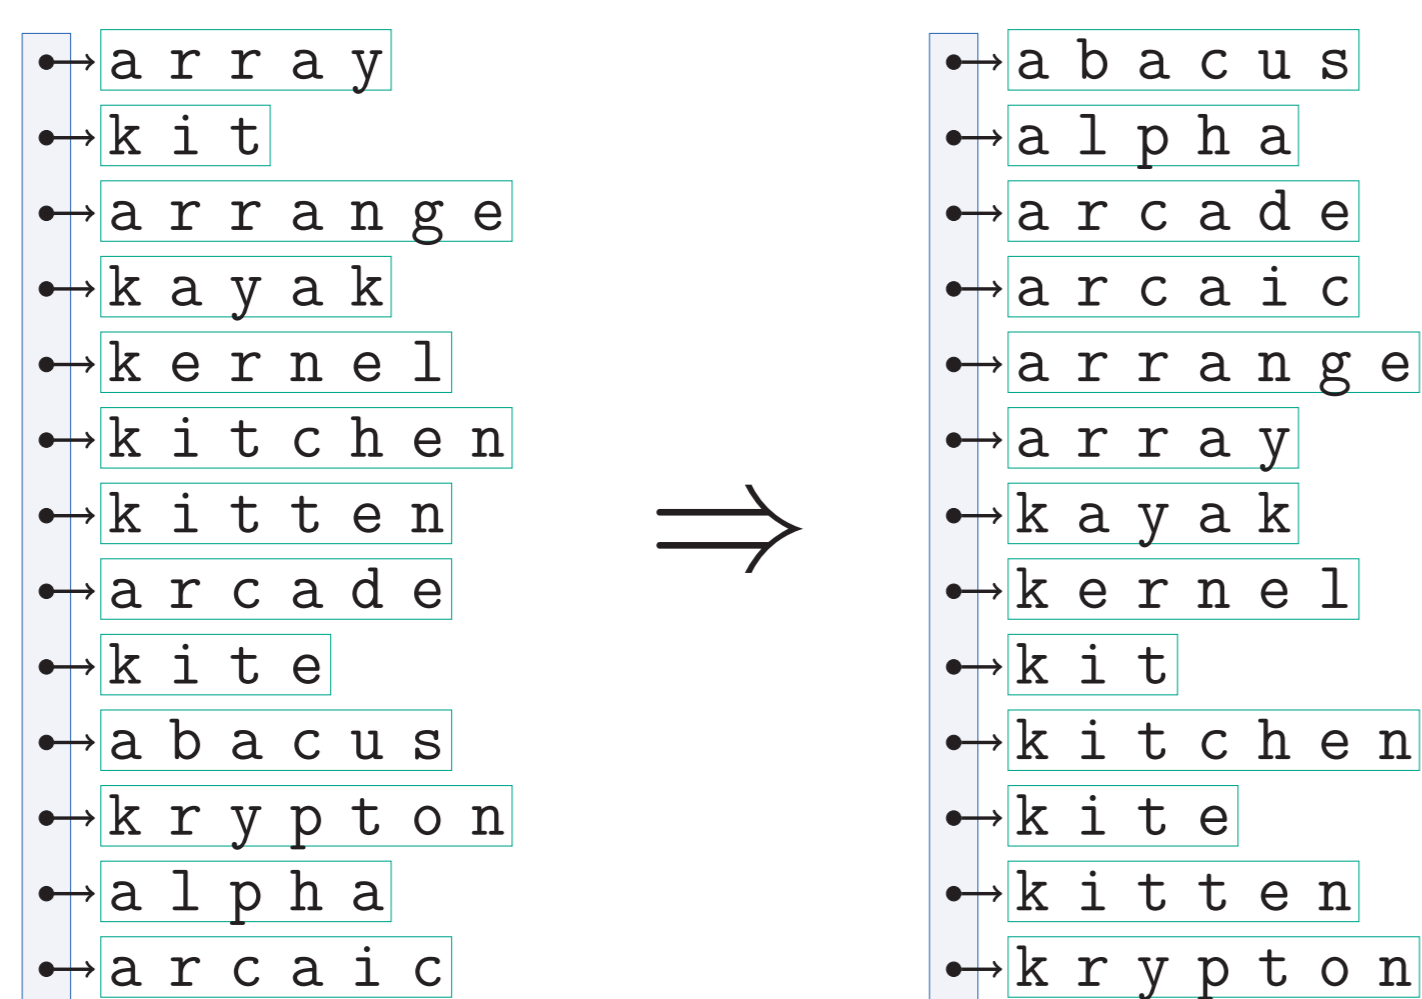 array
kit
arrange
kayak
kernel
kitchen
kitten
arcade
kite
abacus
krypton
alpha
arcaic
⇒
abacus
alpha
arcade
arcaic
arrange
array
kayak
kernel
kit
kitchen
kite
kitten
krypton